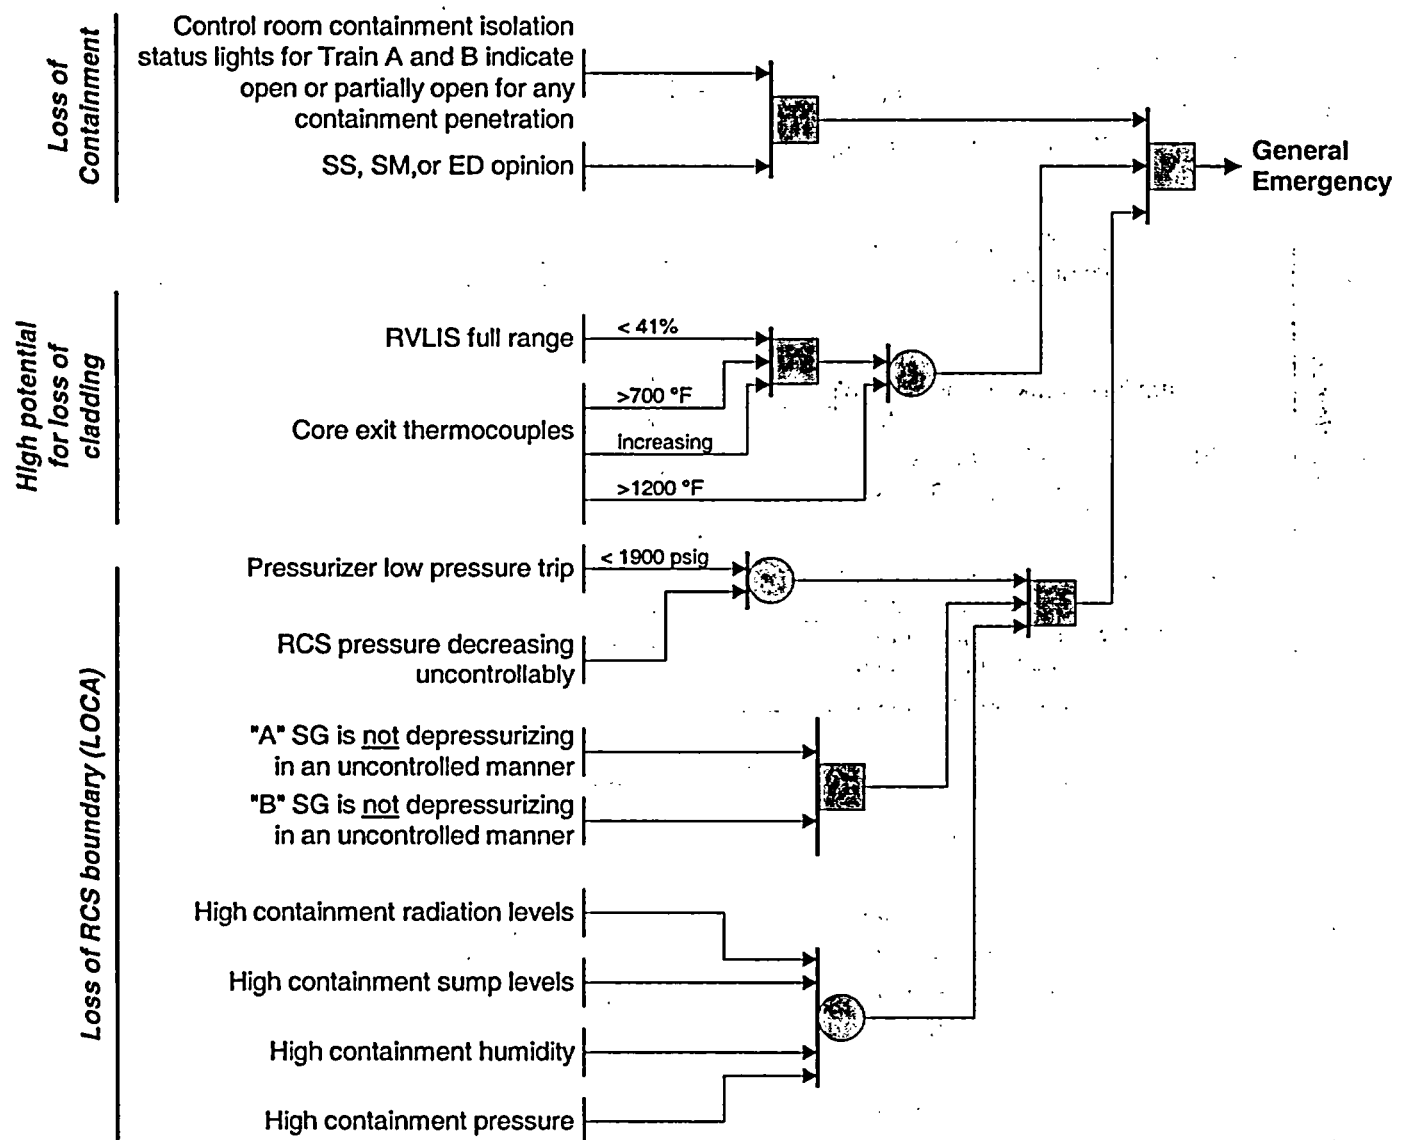 Loss of
Containment
Control room containment isolation
status lights for Train A and B indicate
open or partially open for any
containment penetration
SS, SM,or ED opinion
General
Emergency
High potential
for loss of
cladding
RVLIS full range
< 41%
Core exit thermocouples
>700 °F
increasing
>1200 °F
Loss of RCS boundary (LOCA)
Pressurizer low pressure trip
< 1900 psig
RCS pressure decreasing
uncontrollably
"A" SG is not depressurizing
in an uncontrolled manner
"B" SG is not depressurizing
in an uncontrolled manner
High containment radiation levels
High containment sump levels
High containment humidity
High containment pressure